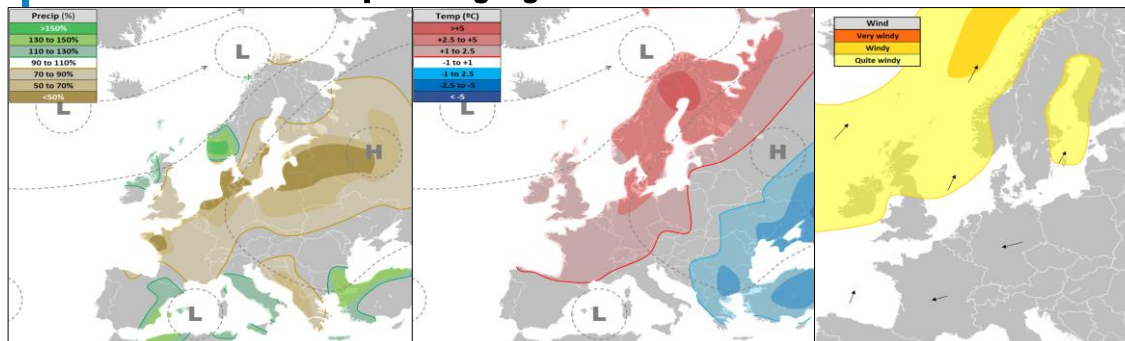 Precip (%)
>150%
130 to 150%
110 to 130%
90 to 110%
70 to 90%
50 to 70%
<50%
L
L
H
L
Temp (ºC)
>+5
+2.5 to +5
+1 to 2.5
-1 to +1
-1 to 2.5
-2.5 to -5
< -5
L
L
H
L
Wind
Very windy
Windy
Quite windy